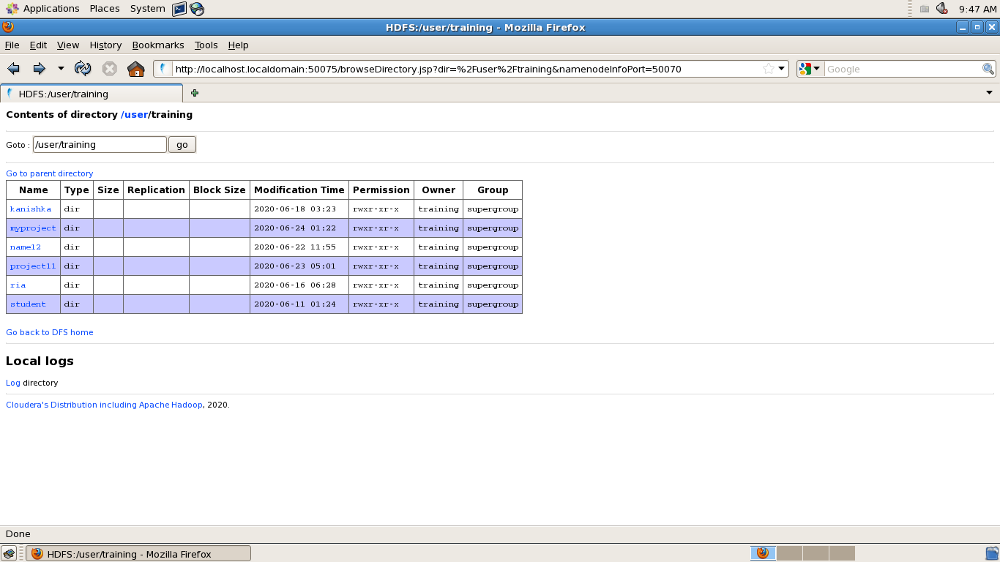 Applications Places System 9:47 AM
HDFS:/user/training - Mozilla Firefox
File Edit View History Bookmarks Tools Help
http://localhost.localdomain:50075/browseDirectory.jsp?dir=%2Fuser%2Ftraining&namenodeInfoPort=50070 Google
HDFS:/user/training
Contents of directory /user/training
Goto : /user/training go
Go to parent directory
Name Type Size Replication Block Size Modification Time Permission Owner Group
kanishka dir 2020-06-18 03:23 rwxr-xr-x training supergroup
myproject dir 2020-06-24 01:22 rwxr-xr-x training supergroup
name12 dir 2020-06-22 11:55 rwxr-xr-x training supergroup
project11 dir 2020-06-23 05:01 rwxr-xr-x training supergroup
ria dir 2020-06-16 06:28 rwxr-xr-x training supergroup
student dir 2020-06-11 01:24 rwxr-xr-x training supergroup
Go back to DFS home
Local logs
Log directory
Cloudera's Distribution including Apache Hadoop, 2020.
Done
HDFS:/user/training - Mozilla Firefox